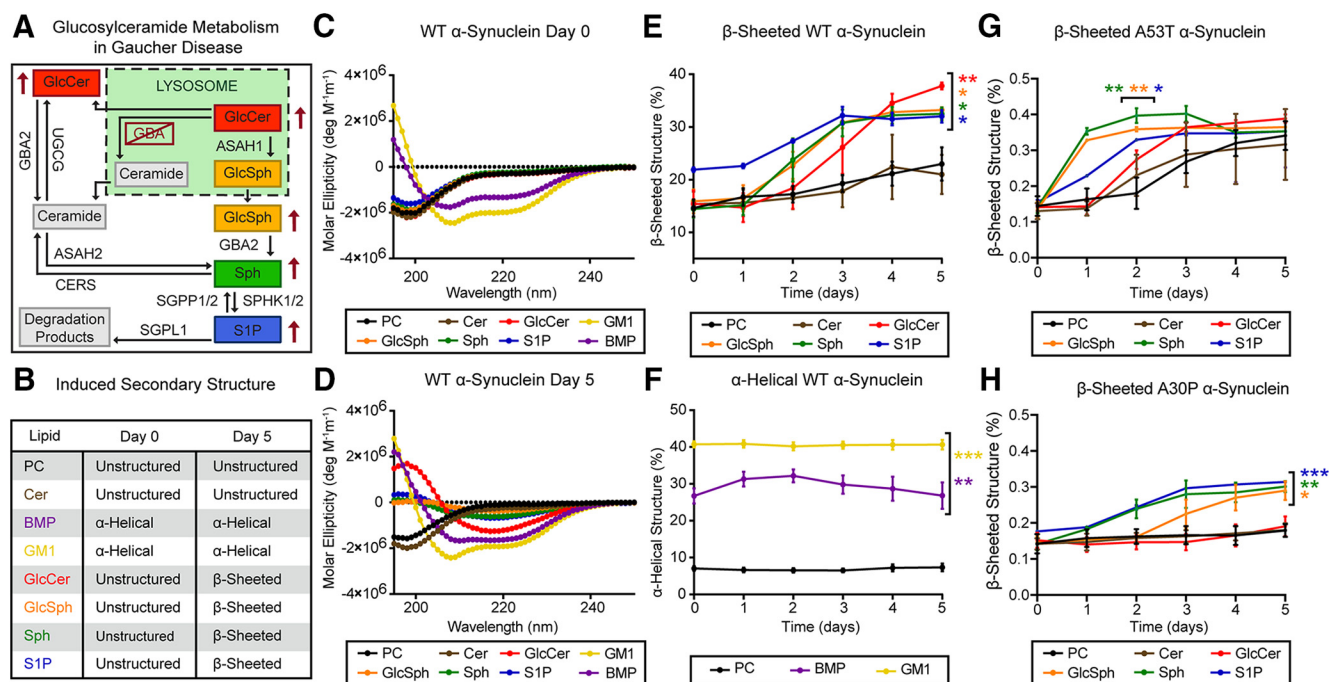 A
Glucosylceramide Metabolism
in Gaucher Disease
GlcCer
LYSOSOME
GlcCer
GBA
ASAH1
Ceramide
GlcSph
GBA2
UGCG
Ceramide
GlcSph
GBA2
ASAH2
Sph
CERS
SGPP1/2
SPHK1/2
Degradation
Products
SGPL1
S1P
B
Induced Secondary Structure
Lipid Day 0 Day 5
PC Unstructured Unstructured
Cer Unstructured Unstructured
BMP α-Helical α-Helical
GM1 α-Helical α-Helical
GlcCer Unstructured β-Sheeted
GlcSph Unstructured β-Sheeted
Sph Unstructured β-Sheeted
S1P Unstructured β-Sheeted
C
WT α-Synuclein Day 0
Molar Ellipticity (deg M⁻¹m⁻¹)
4×10⁶
2×10⁶
0
-2×10⁶
-4×10⁶
200 220 240
Wavelength (nm)
PC Cer GlcCer GM1
GlcSph Sph S1P BMP
D
WT α-Synuclein Day 5
Molar Ellipticity (deg M⁻¹m⁻¹)
4×10⁶
2×10⁶
0
-2×10⁶
-4×10⁶
200 220 240
Wavelength (nm)
PC Cer GlcCer GM1
GlcSph Sph S1P BMP
E
β-Sheeted WT α-Synuclein
β-Sheeted Structure (%)
40
30
20
10
**
*
*
*
0 1 2 3 4 5
Time (days)
PC Cer GlcCer
GlcSph Sph S1P
F
α-Helical WT α-Synuclein
α-Helical Structure (%)
50
40
30
20
10
0
***
**
0 1 2 3 4 5
Time (days)
PC BMP GM1
G
β-Sheeted A53T α-Synuclein
β-Sheeted Structure (%)
0.5
0.4
0.3
0.2
0.1
0.0
** ** *
0 1 2 3 4 5
Time (days)
PC Cer GlcCer
GlcSph Sph S1P
H
β-Sheeted A30P α-Synuclein
β-Sheeted Structure (%)
0.5
0.4
0.3
0.2
0.1
0.0
***
**
*
0 1 2 3 4 5
Time (days)
PC Cer GlcCer
GlcSph Sph S1P